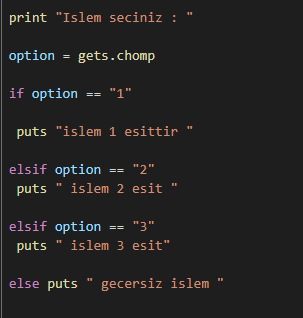 print "Islem seciniz : "
option = gets.chomp
if option == "1"
puts "islem 1 esittir "
elsif option == "2"
puts " islem 2 esit "
elsif option == "3"
puts " islem 3 esit"
else puts " gecersiz islem "